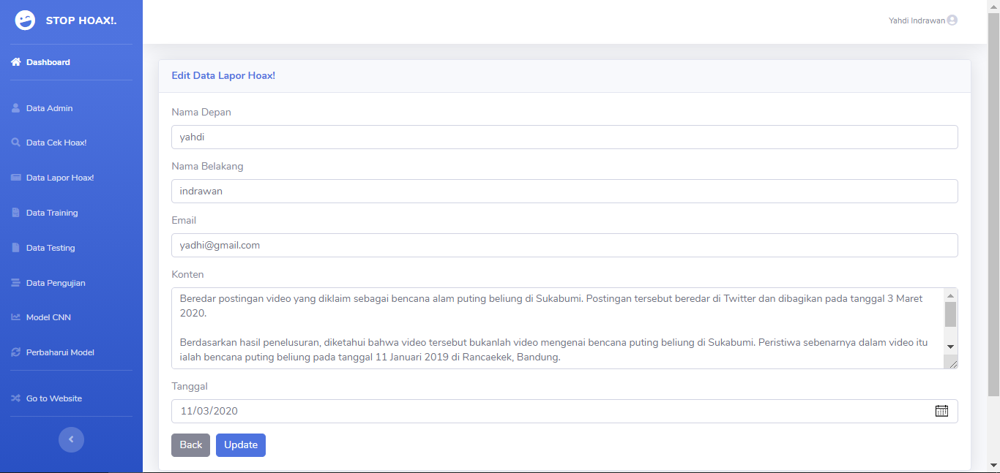 STOP HOAX!.
Yahdi Indrawan
Dashboard
Data Admin
Data Cek Hoax!
Data Lapor Hoax!
Data Training
Data Testing
Data Pengujian
Model CNN
Perbaharui Model
Go to Website
Edit Data Lapor Hoax!
Nama Depan
yahdi
Nama Belakang
indrawan
Email
yadhi@gmail.com
Konten
Beredar postingan video yang diklaim sebagai bencana alam puting beliung di Sukabumi. Postingan tersebut beredar di Twitter dan dibagikan pada tanggal 3 Maret
2020.
Berdasarkan hasil penelusuran, diketahui bahwa video tersebut bukanlah video mengenai bencana puting beliung di Sukabumi. Peristiwa sebenarnya dalam video itu
ialah bencana puting beliung pada tanggal 11 Januari 2019 di Rancaekek, Bandung.
Tanggal
11/03/2020
Back
Update